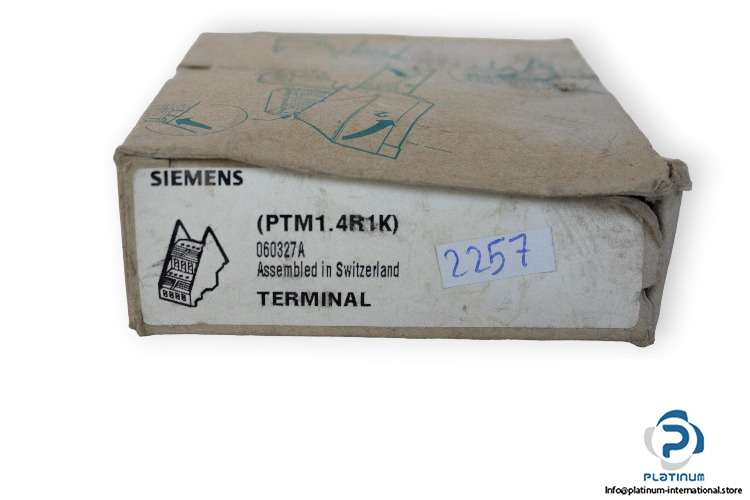 SIEMENS
(PTM1.4R1K)
060327A
Assembled in Switzerland
TERMINAL
2257
PLATINUM
Info@platinum-international.store